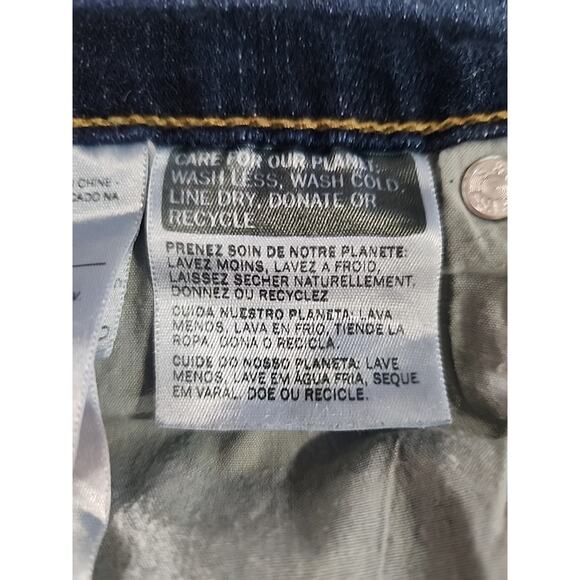 CHINE -
CARE FOR OUR PLANET:
WASH LESS, WASH COLD,
LINE DRY, DONATE OR
RECYCLE
PRENEZ SOIN DE NOTRE PLANETE:
LAVEZ MOINS, LAVEZ A FROID,
LAISSEZ SECHER NATURELLEMENT,
DONNEZ OU RECYCLEZ
CUIDA NUESTRO PLANETA: LAVA
MENOS, LAVA EN FRIO, TIENDE LA
ROPA, DONA O RECICLA.
CUIDE DO NOSSO PLANETA: LAVE
MENOS, LAVE EM ÁGUA FRIA, SEQUE
EM VARAL, DOE OU RECICLE.